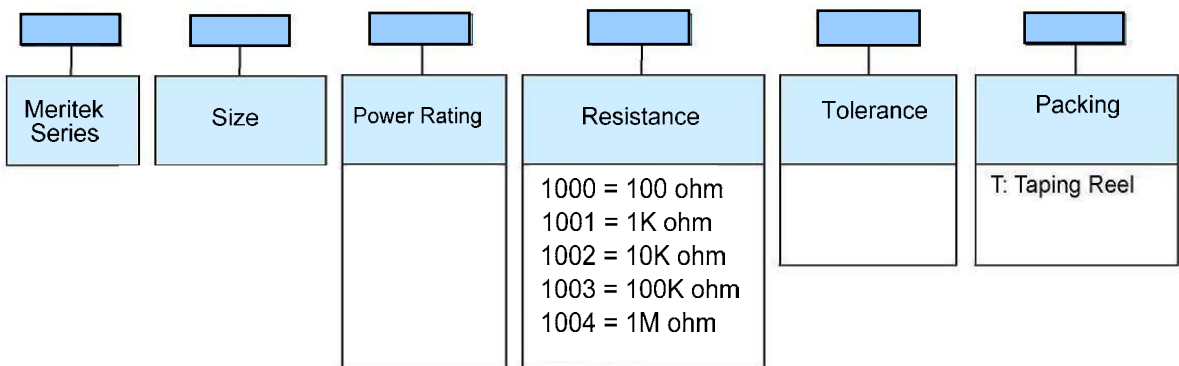 Meritek
Series
Size
Power Rating
Resistance
Tolerance
Packing
1000 = 100 ohm
1001 = 1K ohm
1002 = 10K ohm
1003 = 100K ohm
1004 = 1M ohm
T: Taping Reel